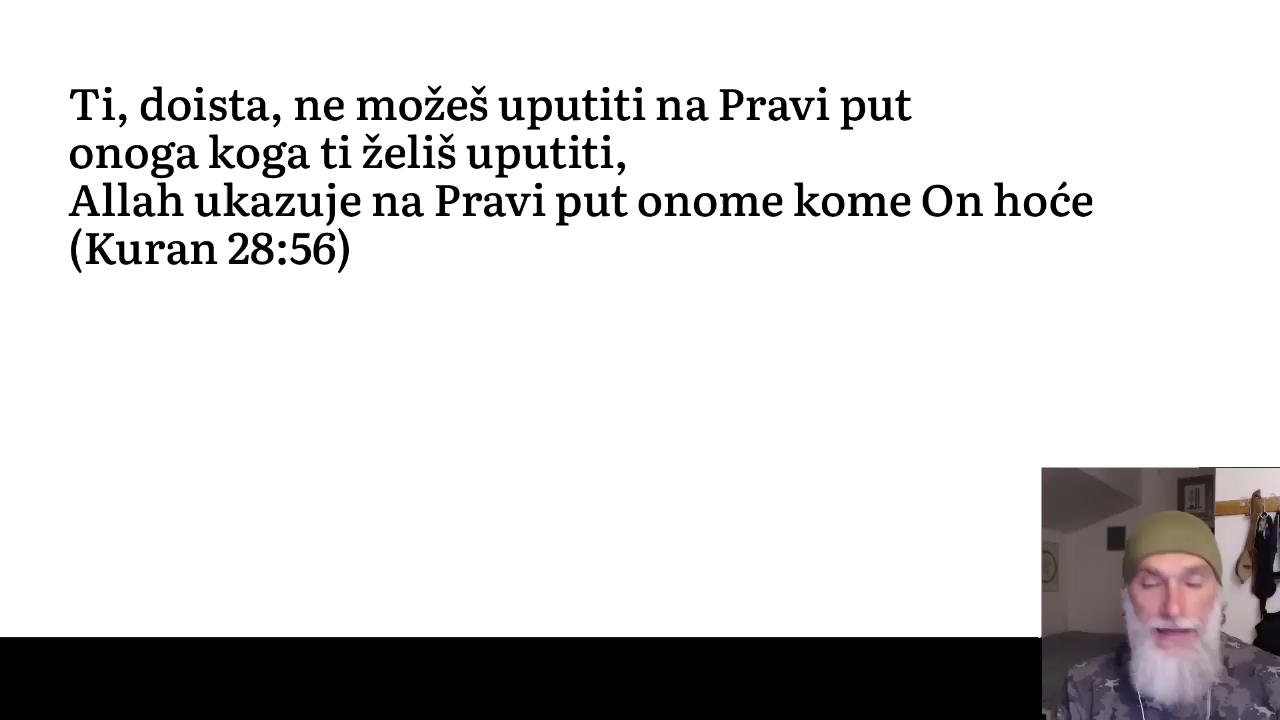 Ti, doista, ne možeš uputiti na Pravi put
onoga koga ti želiš uputiti,
Allah ukazuje na Pravi put onome kome On hoće
(Kuran 28:56)